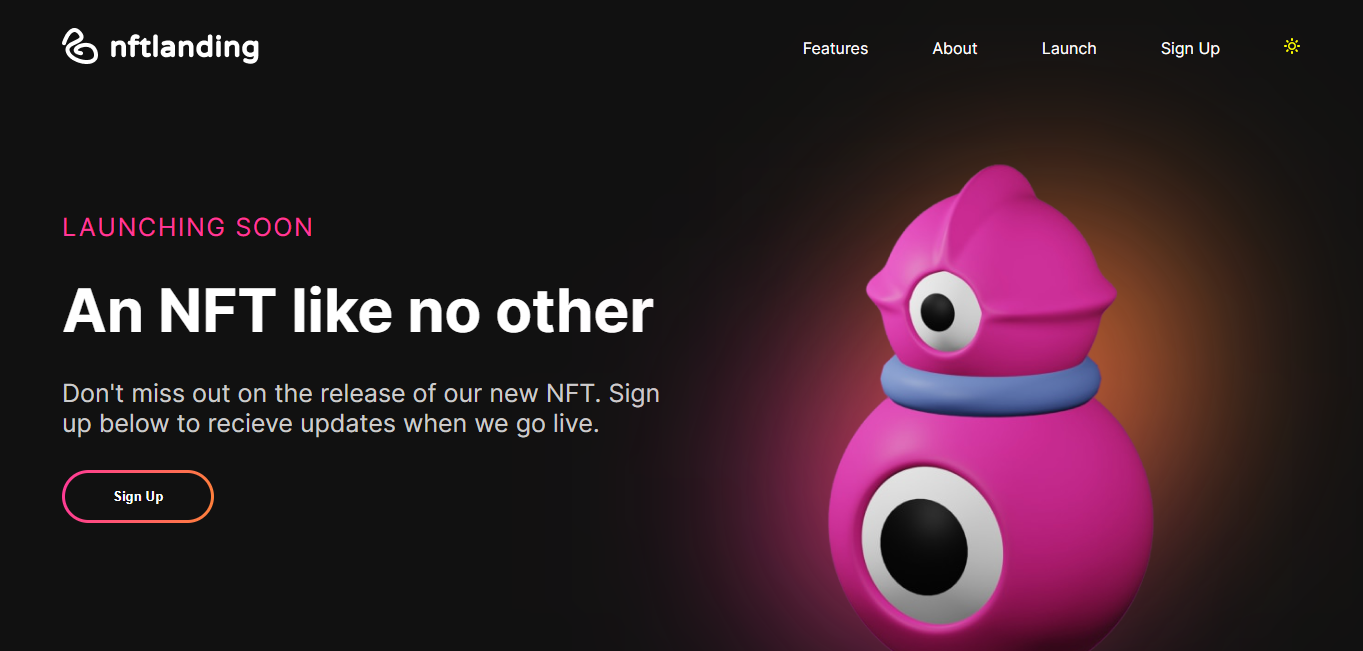 nftlanding
Features
About
Launch
Sign Up
LAUNCHING SOON
An NFT like no other
Don't miss out on the release of our new NFT. Sign
up below to recieve updates when we go live.
Sign Up